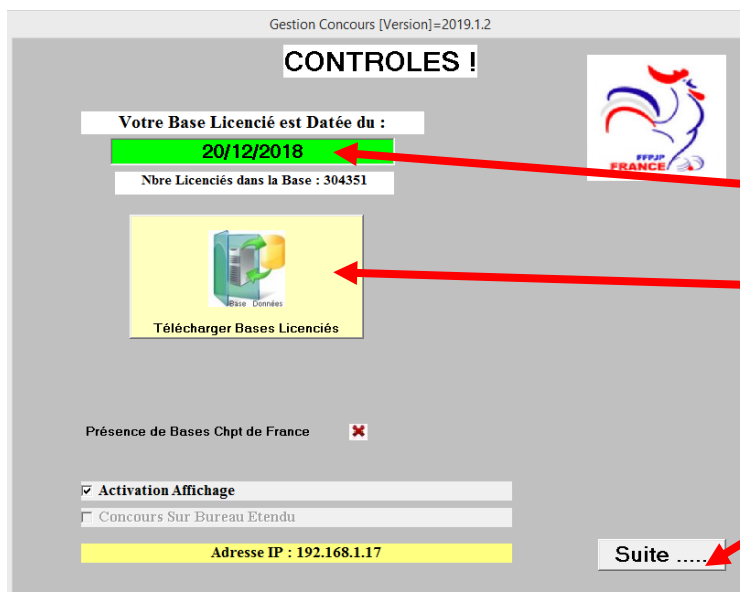 Gestion Concours [Version]=2019.1.2
CONTROLES !
Votre Base Licencié est Datée du :
20/12/2018
Nbre Licenciés dans la Base : 304351
FFPJP
FRANCE
Base Données
Télécharger Bases Licenciés
Présence de Bases Chpt de France
Activation Affichage
Concours Sur Bureau Etendu
Adresse IP : 192.168.1.17
Suite .....